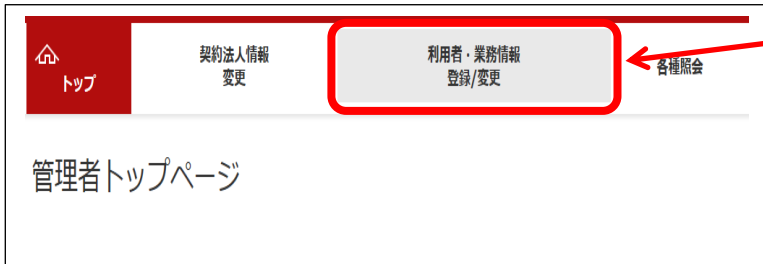 トップ
契約法人情報
変更
利用者・業務情報
登録/変更
各種照会
管理者トップページ